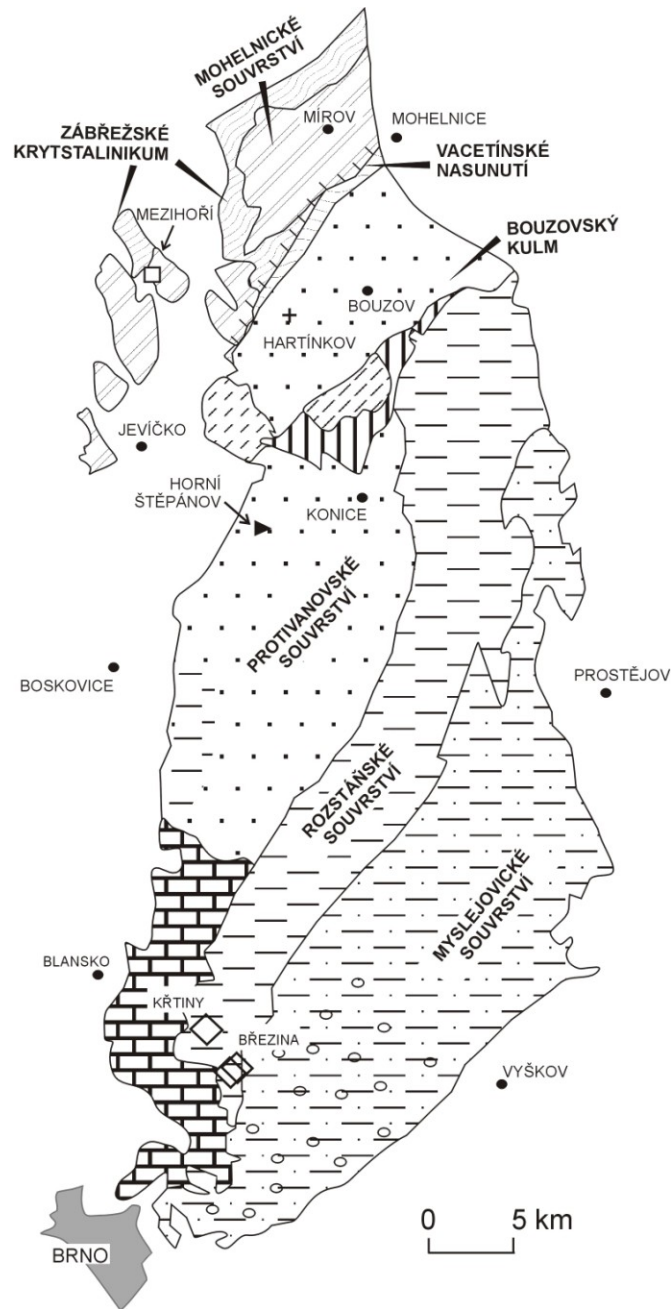 MOHELNICKÉ
SOUVRSTVÍ
MÍROV
MOHELNICE
ZÁBŘEŽSKÉ
KRYTSTALINIKUM
VACETÍNSKÉ
NASUNUTÍ
MEZIHOŘÍ
BOUZOVSKÝ
KULM
BOUZOV
HARTÍNKOV
JEVÍČKO
HORNÍ
ŠTĚPÁNOV
KONICE
PROTIVANOVSKÉ
SOUVRSTVÍ
BOSKOVICE
PROSTĚJOV
ROZSTÁŇSKÉ
SOUVRSTVÍ
MYSLEJOVICKÉ
SOUVRSTVÍ
BLANSKO
KŘTINY
BŘEZINA
VYŠKOV
0 5 km
BRNO